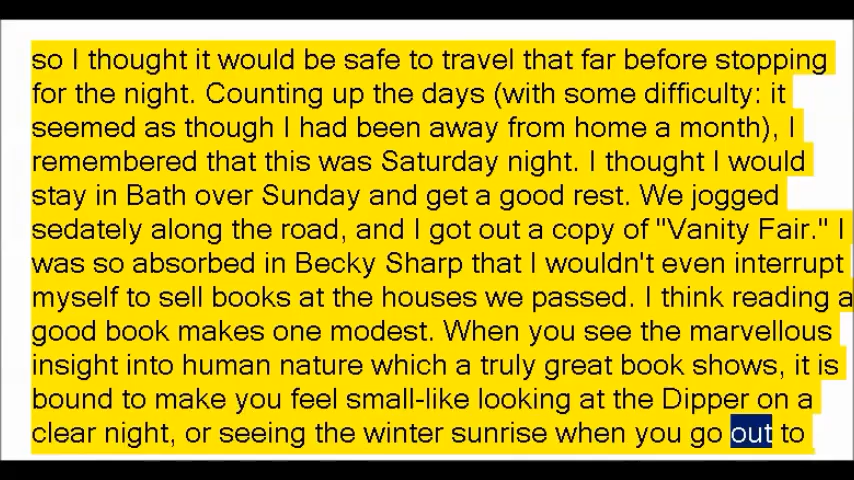 so I thought it would be safe to travel that far before stopping
for the night. Counting up the days (with some difficulty: it
seemed as though I had been away from home a month), I
remembered that this was Saturday night. I thought I would
stay in Bath over Sunday and get a good rest. We jogged
sedately along the road, and I got out a copy of "Vanity Fair." I
was so absorbed in Becky Sharp that I wouldn't even interrupt
myself to sell books at the houses we passed. I think reading a
good book makes one modest. When you see the marvellous
insight into human nature which a truly great book shows, it is
bound to make you feel small-like looking at the Dipper on a
clear night, or seeing the winter sunrise when you go out to